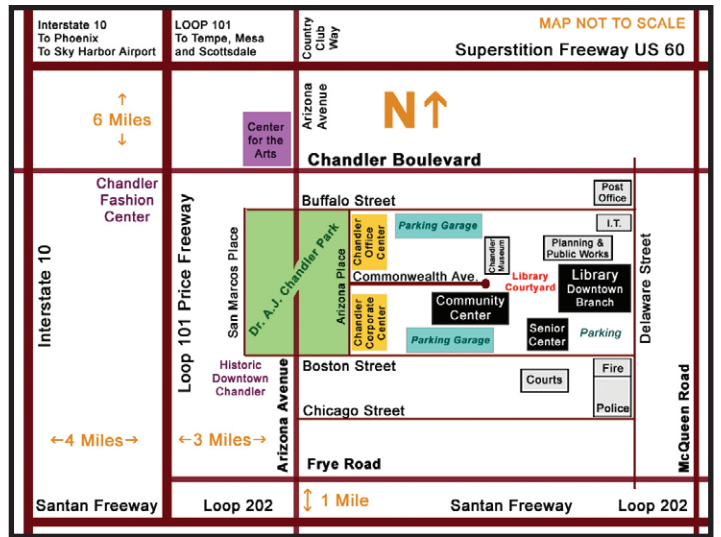 Interstate 10
To Phoenix
To Sky Harbor Airport
LOOP 101
To Tempe, Mesa
and Scottsdale
Country
Club
Way
MAP NOT TO SCALE
Superstition Freeway US 60
6 Miles
Center
for the
Arts
Arizona
Avenue
N
Chandler Boulevard
Chandler
Fashion
Center
Buffalo Street
Post
Office
Interstate 10
Loop 101 Price Freeway
San Marcos Place
Dr. A.J. Chandler Park
Arizona Place
Chandler
Office
Center
Parking Garage
I.T.
Chandler
Museum
Planning &
Public Works
Commonwealth Ave.
Library
Courtyard
Library
Downtown
Branch
Delaware Street
Community
Center
Chandler
Corporate
Center
Parking Garage
Senior
Center
Parking
Historic
Downtown
Chandler
Arizona Avenue
Boston Street
Courts
Fire
Police
Chicago Street
McQueen Road
4 Miles
3 Miles
Frye Road
Santan Freeway
Loop 202
1 Mile
Santan Freeway
Loop 202